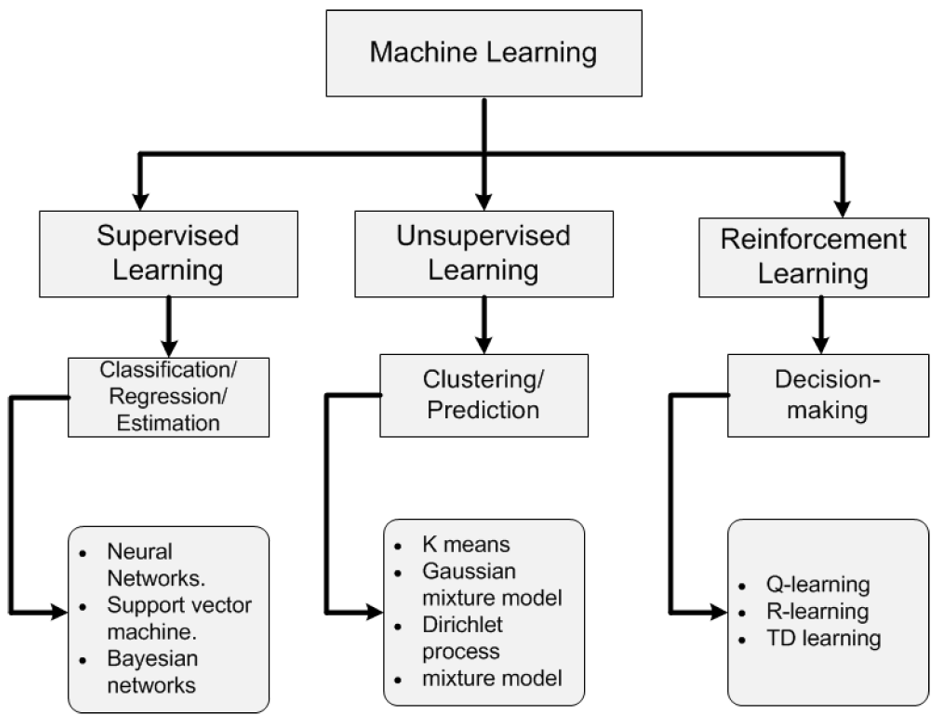 Machine Learning
Supervised
Learning
Unsupervised
Learning
Reinforcement
Learning
Classification/
Regression/
Estimation
Clustering/
Prediction
Decision-
making
• Neural
Networks.
• Support vector
machine.
• Bayesian
networks
• K means
• Gaussian
mixture model
• Dirichlet
process
• mixture model
• Q-learning
• R-learning
• TD learning